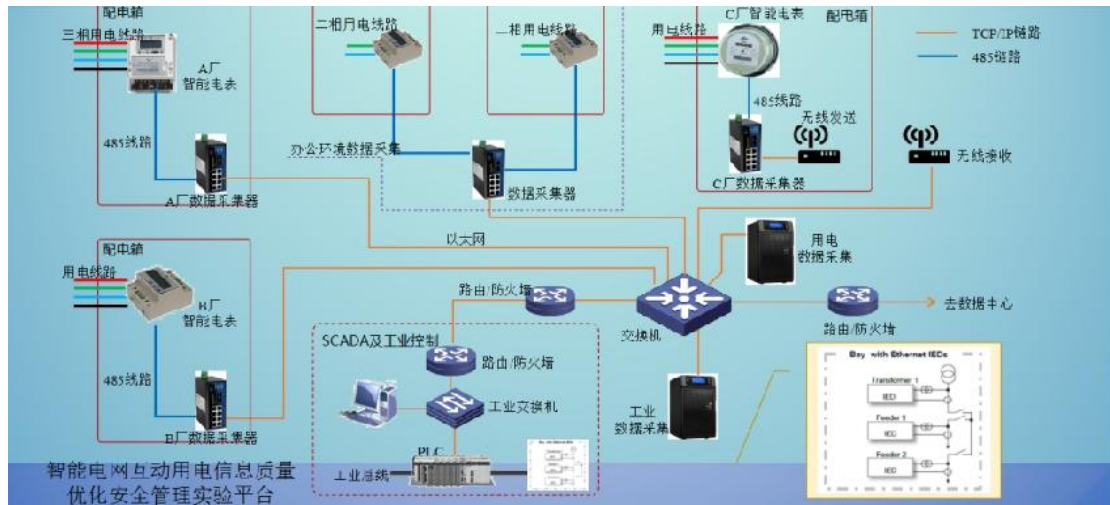 配电箱
三相用电线路
A厂
智能电表
485线路
A厂数据采集器
二相用电线路
二相用电线路
办公环境数据采集
数据采集器
C厂智能电表
配电箱
用电线路
485线路
无线发送
C厂数据采集器
无线接收
TCP/IP链路
485链路
以太网
配电箱
用电线路
B厂
智能电表
485线路
B厂数据采集器
路由/防火墙
交换机
用电
数据采集
路由/防火墙
去数据中心
SCADA及工业控制
路由/防火墙
工业交换机
PLC
工业总线
工业
数据采集
Bay with Ethernet IEDs
Transformer 1
IED
Feeder 1
IED
Feeder 2
IED
智能电网互动用电信息质量
优化安全管理实验平台